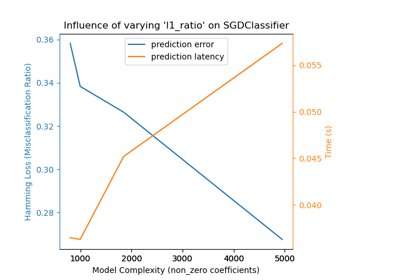 Influence of varying 'l1_ratio' on SGDClassifier
prediction error
prediction latency
0.36
0.34
0.32
0.30
0.28
Hamming Loss (Misclassification Ratio)
0.055
0.050
0.045
0.040
Time (s)
1000 2000 3000 4000 5000
Model Complexity (non_zero coefficients)